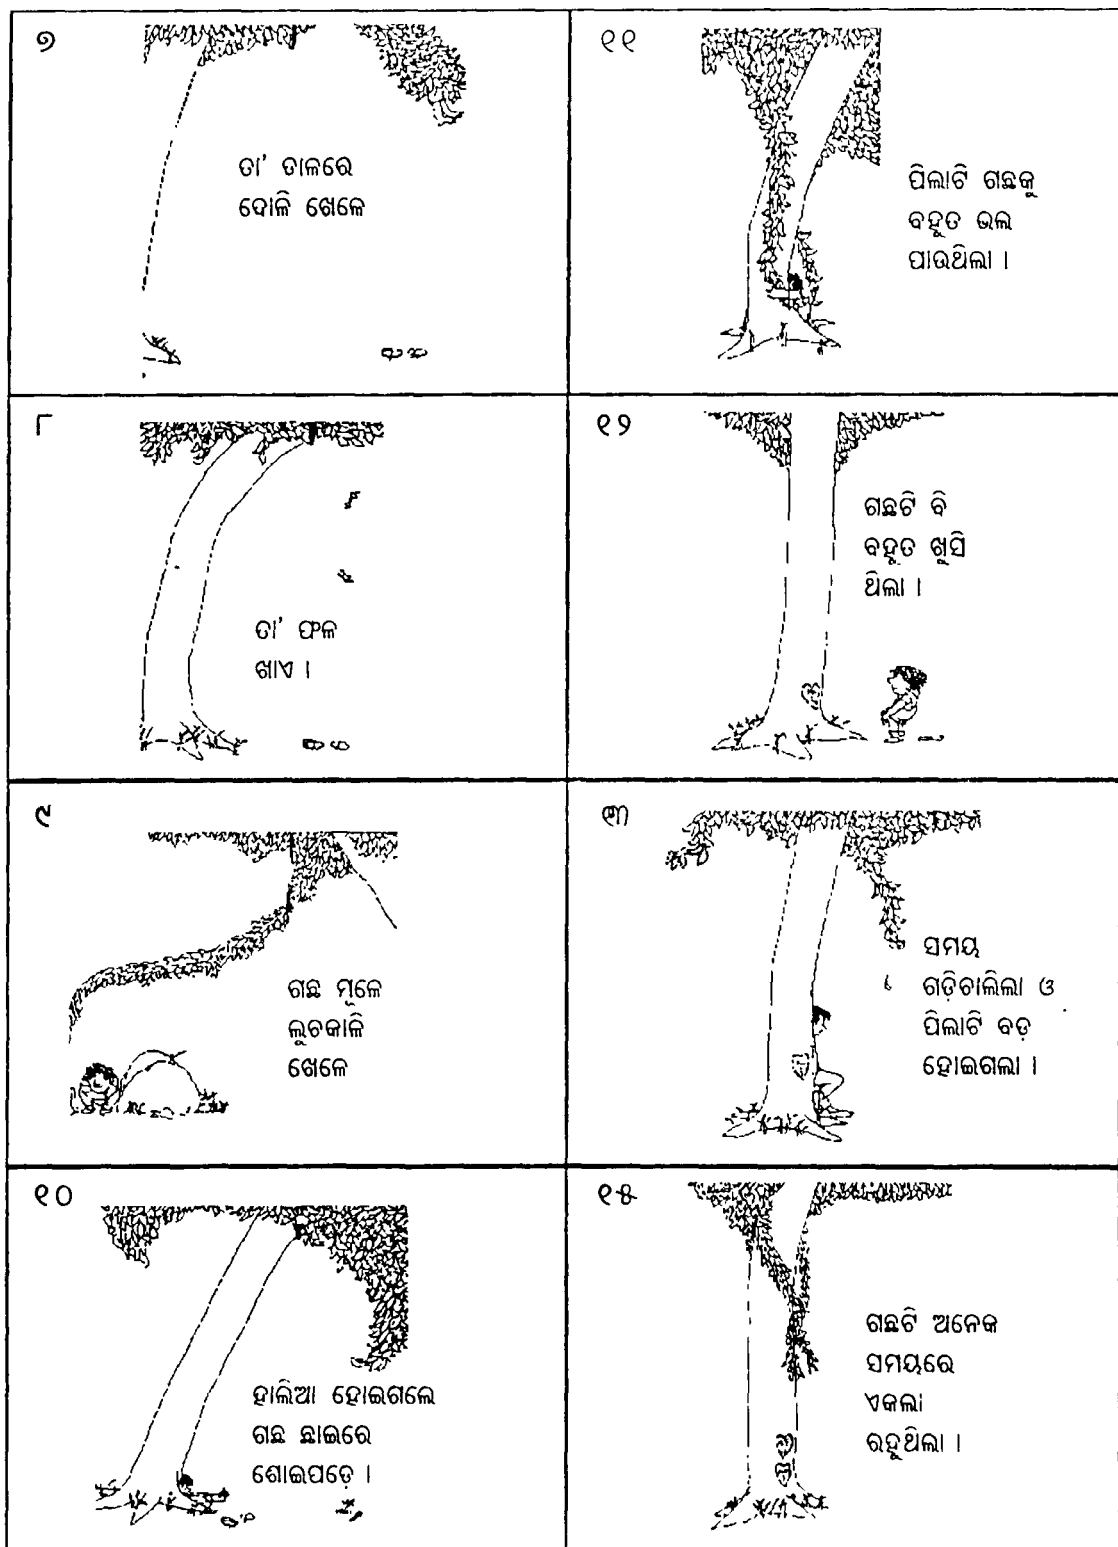 ୭
ତା' ଡାଳରେ
ଦୋଳି ଖେଳେ
୮
ତା' ଫଳ
ଖାଏ ।
୯
ଗଛ ମୂଳେ
ଲୁଚକାଳି
ଖେଳେ
୧୦
ହାଲିଆ ହୋଇଗଲେ
ଗଛ ଛାଇରେ
ଶୋଇପଡ଼େ ।
୧୧
ପିଲାଟି ଗଛକୁ
ବହୁତ ଭଲ
ପାଉଥିଲା ।
୧୨
ଗଛଟି ବି
ବହୁତ ଖୁସି
ଥିଲା ।
୧୩
ସମୟ
ଗଡ଼ିଚାଲିଲା ଓ
ପିଲାଟି ବଡ଼
ହୋଇଗଲା ।
୧୫
ଗଛଟି ଅନେକ
ସମୟରେ
ଏକଲା
ରହୁଥିଲା ।